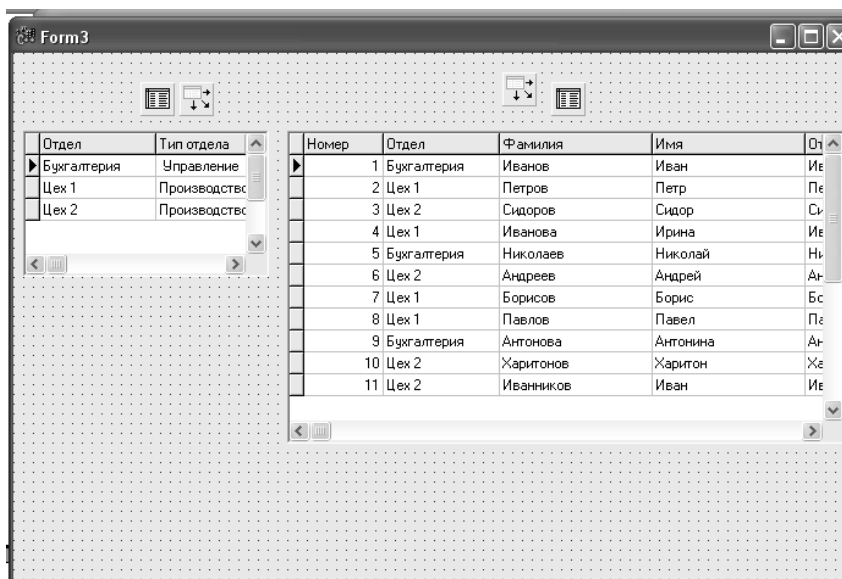 Form3
Отдел Тип отдела
Бухгалтерия Управление
Цех 1 Производство
Цех 2 Производство
Номер Отдел Фамилия Имя
1 Бухгалтерия Иванов Иван
2 Цех 1 Петров Петр
3 Цех 2 Сидоров Сидор
4 Цех 1 Иванова Ирина
5 Бухгалтерия Николаев Николай
6 Цех 2 Андреев Андрей
7 Цех 1 Борисов Борис
8 Цех 1 Павлов Павел
9 Бухгалтерия Антонова Антонина
10 Цех 2 Харитонов Харитон
11 Цех 2 Иванников Иван